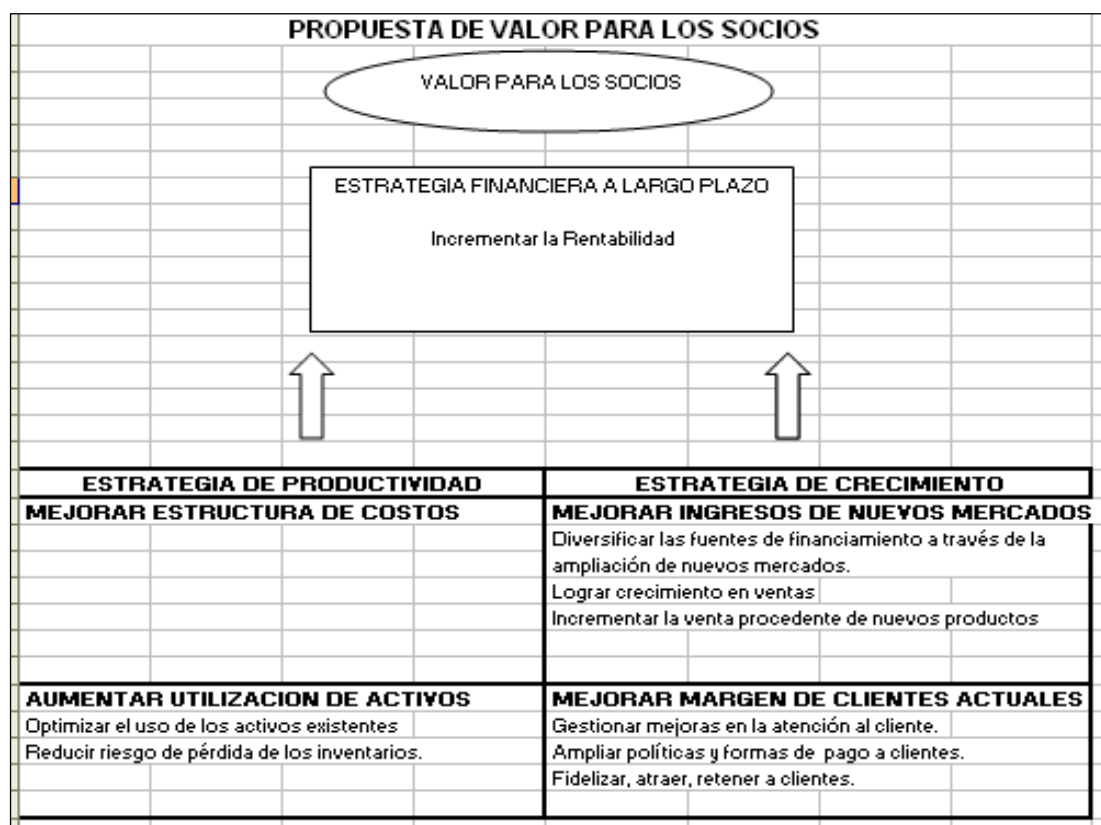 PROPUESTA DE VALOR PARA LOS SOCIOS
VALOR PARA LOS SOCIOS
ESTRATEGIA FINANCIERA A LARGO PLAZO
Incrementar la Rentabilidad
ESTRATEGIA DE PRODUCTIVIDAD
ESTRATEGIA DE CRECIMIENTO
MEJORAR ESTRUCTURA DE COSTOS
MEJORAR INGRESOS DE NUEVOS MERCADOS
Diversificar las fuentes de financiamiento a través de la
ampliación de nuevos mercados.
Lograr crecimiento en ventas
Incrementar la venta procedente de nuevos productos
AUMENTAR UTILIZACION DE ACTIVOS
Optimizar el uso de los activos existentes
Reducir riesgo de pérdida de los inventarios.
MEJORAR MARGEN DE CLIENTES ACTUALES
Gestionar mejoras en la atención al cliente.
Ampliar políticas y formas de pago a clientes.
Fidelizar, atraer, retener a clientes.